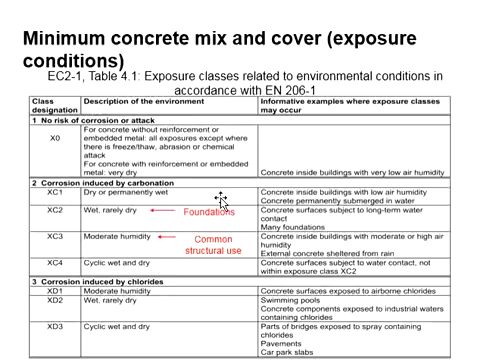 Minimum concrete mix and cover (exposure
conditions)
EC2-1, Table 4.1: Exposure classes related to environmental conditions in
accordance with EN 206-1
Class designation | Description of the environment | Informative examples where exposure classes may occur
1 No risk of corrosion or attack
X0
For concrete without reinforcement or
embedded metal: all exposures except where
there is freeze/thaw, abrasion or chemical
attack
For concrete with reinforcement or embedded
metal: very dry
Concrete inside buildings with very low air humidity
2 Corrosion induced by carbonation
XC1
Dry or permanently wet
Concrete inside buildings with low air humidity
Concrete permanently submerged in water
XC2
Wet, rarely dry
Foundations
Concrete surfaces subject to long-term water
contact
Many foundations
XC3
Moderate humidity
Common
structural use
Concrete inside buildings with moderate or high air
humidity
External concrete sheltered from rain
XC4
Cyclic wet and dry
Concrete surfaces subject to water contact, not
within exposure class XC2
3 Corrosion induced by chlorides
XD1
Moderate humidity
Concrete surfaces exposed to airborne chlorides
XD2
Wet, rarely dry
Swimming pools
Concrete components exposed to industrial waters
containing chlorides
XD3
Cyclic wet and dry
Parts of bridges exposed to spray containing
chlorides
Pavements
Car park slabs